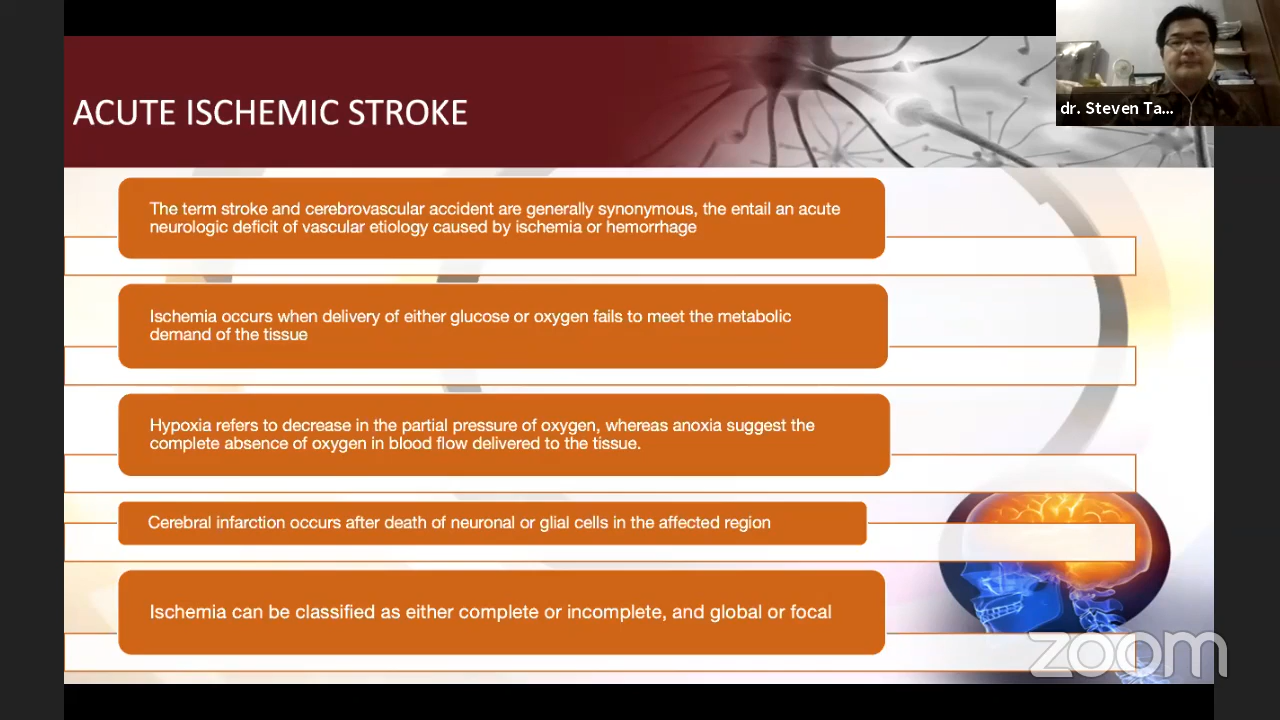 ACUTE ISCHEMIC STROKE
dr. Steven Ta...
The term stroke and cerebrovascular accident are generally synonymous, the entail an acute
neurologic deficit of vascular etiology caused by ischemia or hemorrhage
Ischemia occurs when delivery of either glucose or oxygen fails to meet the metabolic
demand of the tissue
Hypoxia refers to decrease in the partial pressure of oxygen, whereas anoxia suggest the
complete absence of oxygen in blood flow delivered to the tissue.
Cerebral infarction occurs after death of neuronal or glial cells in the affected region
Ischemia can be classified as either complete or incomplete, and global or focal
zoom